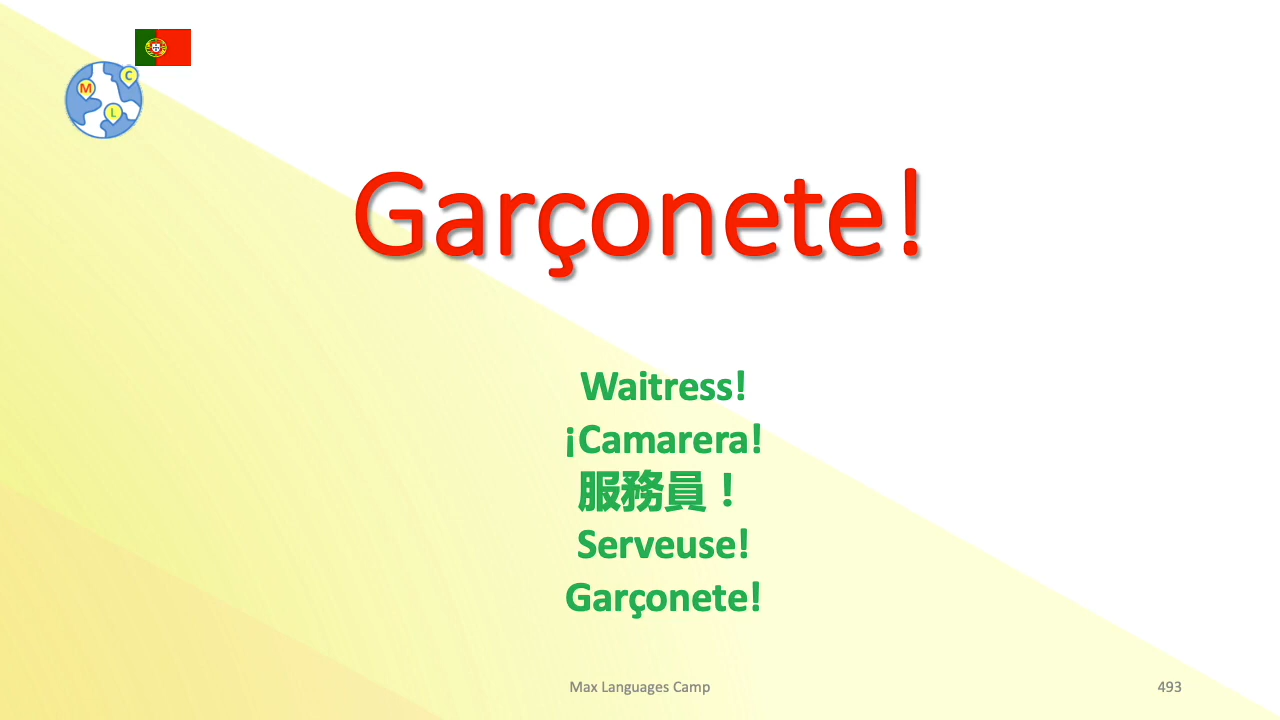 C
M
L
Garçonete!
Waitress!
¡Camarera!
服務員！
Serveuse!
Garçonete!
Max Languages Camp
493